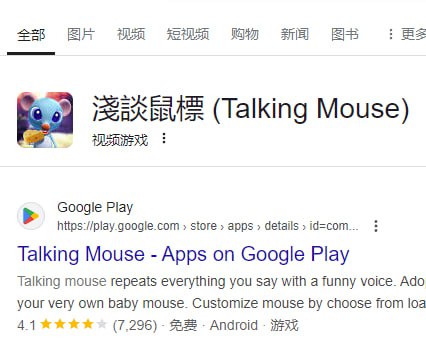 全部 图片 视频 短视频 购物 新闻 图书 更多
淺談鼠標 (Talking Mouse)
视频游戏
Google Play
https://play.google.com › store › apps › details › id=com...
Talking Mouse - Apps on Google Play
Talking mouse repeats everything you say with a funny voice. Ado
your very own baby mouse. Customize mouse by choose from loa
4.1 (7,296) · 免费 · Android · 游戏